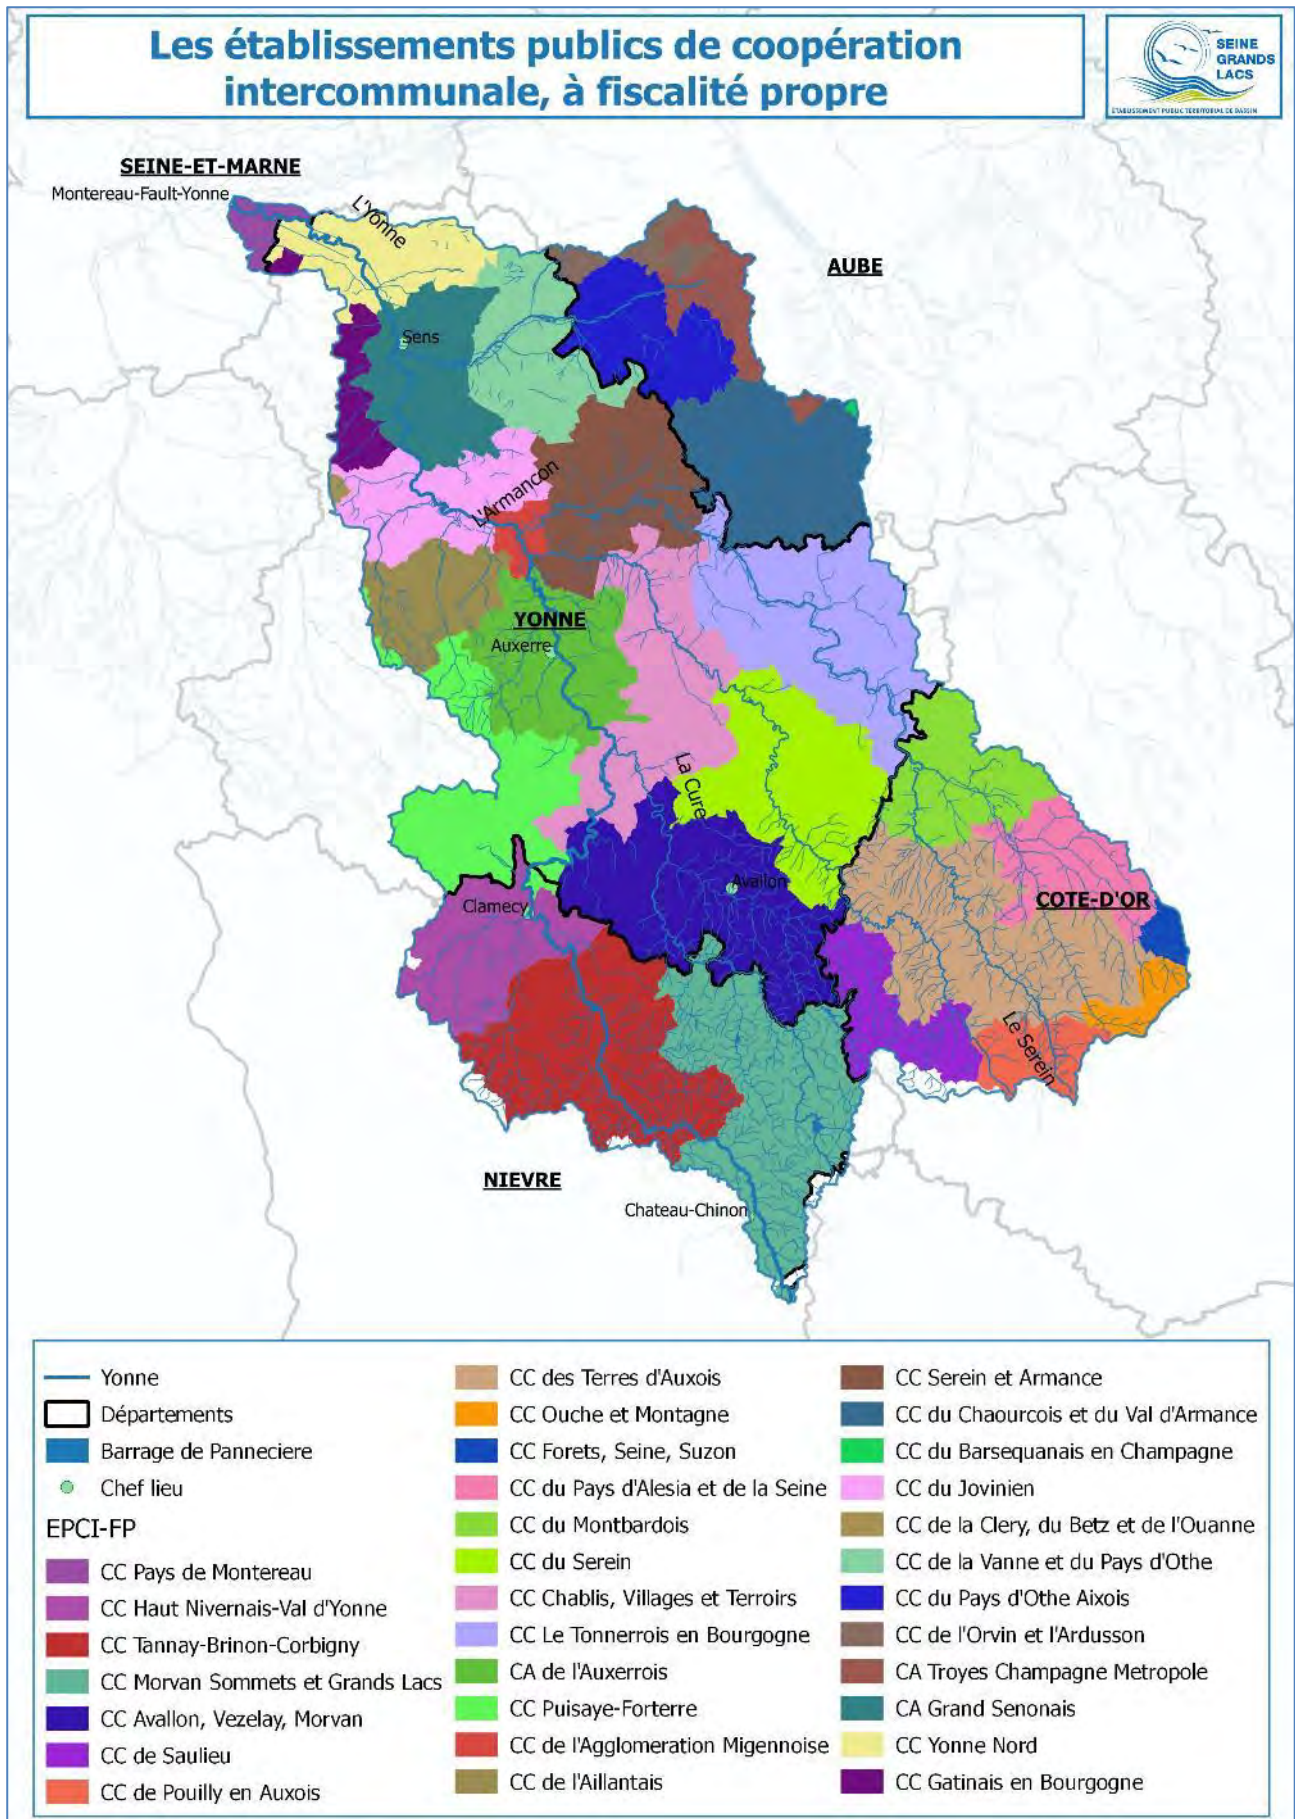 Les établissements publics de coopération
intercommunale, à fiscalité propre
SEINE
GRANDS
LACS
ÉTABLISSEMENT PUBLIC TERRITORIAL DE BASSIN
SEINE-ET-MARNE
Montereau-Fault-Yonne
L'Yonne
AUBE
Sens
L'Armancon
YONNE
Auxerre
La Cure
Avallon
COTE-D'OR
Clamecy
Le Serein
NIEVRE
Chateau-Chinon
Yonne
Départements
Barrage de Panneciere
Chef lieu
EPCI-FP
CC Pays de Montereau
CC Haut Nivernais-Val d'Yonne
CC Tannay-Brinon-Corbigny
CC Morvan Sommets et Grands Lacs
CC Avallon, Vezelay, Morvan
CC de Saulieu
CC de Pouilly en Auxois
CC des Terres d'Auxois
CC Ouche et Montagne
CC Forets, Seine, Suzon
CC du Pays d'Alesia et de la Seine
CC du Montbardois
CC du Serein
CC Chablis, Villages et Terroirs
CC Le Tonnerrois en Bourgogne
CA de l'Auxerrois
CC Puisaye-Forterre
CC de l'Agglomeration Migennoise
CC de l'Aillantais
CC Serein et Armance
CC du Chaourcois et du Val d'Armance
CC du Barsequanais en Champagne
CC du Jovinien
CC de la Clery, du Betz et de l'Ouanne
CC de la Vanne et du Pays d'Othe
CC du Pays d'Othe Aixois
CC de l'Orvin et l'Ardusson
CA Troyes Champagne Metropole
CA Grand Senonais
CC Yonne Nord
CC Gatinais en Bourgogne